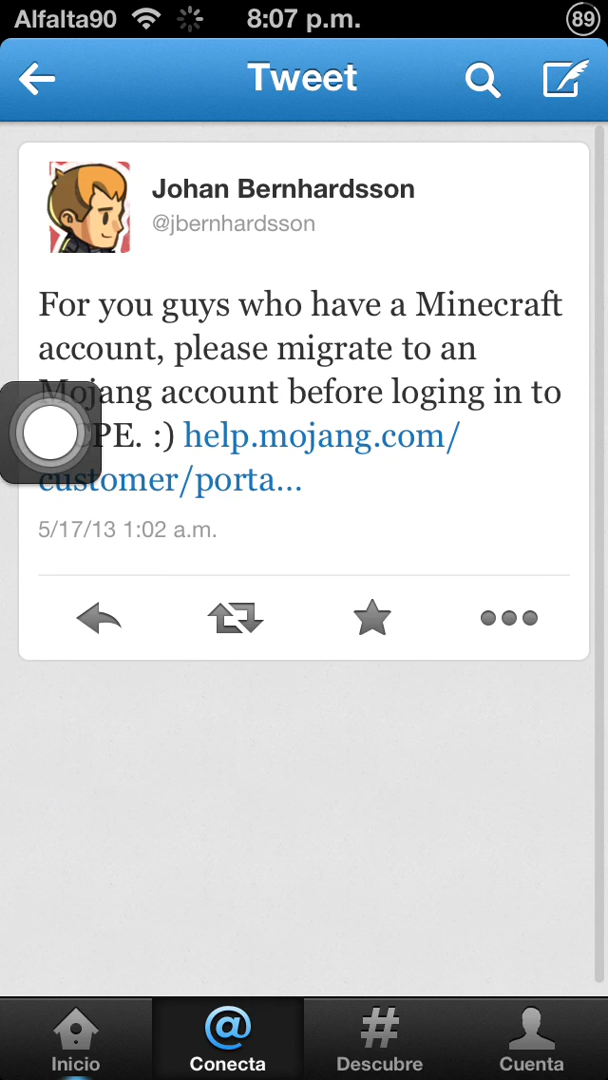 Alfalta90 8:07 p.m. 89
Tweet
Johan Bernhardsson
@jbernhardsson
For you guys who have a Minecraft
account, please migrate to an
Mojang account before loging in to
PE. :) help.mojang.com/
customer/porta...
5/17/13 1:02 a.m.
Inicio Conecta Descubre Cuenta